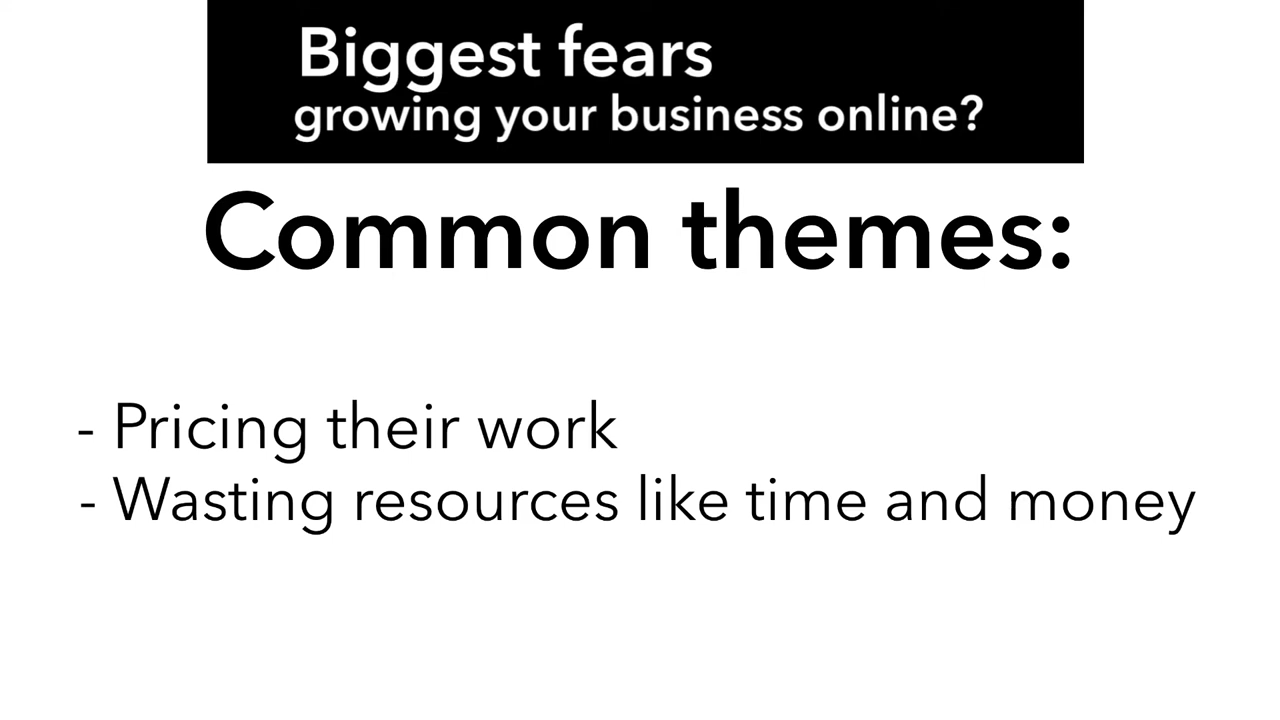 Biggest fears
growing your business online?
Common themes:
- Pricing their work
- Wasting resources like time and money